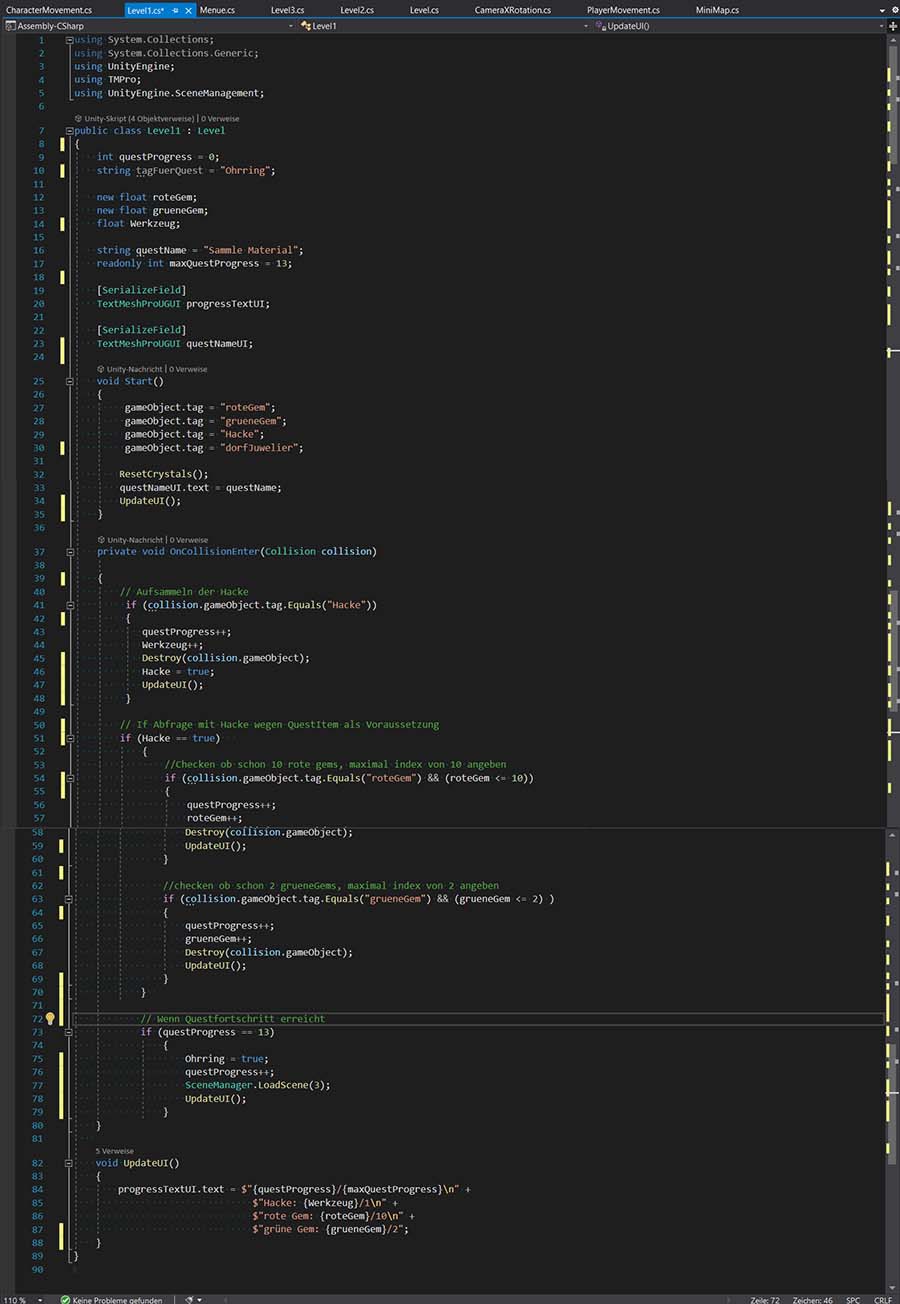 CharacterMovement.cs Level1.cs* Menue.cs Level3.cs Level2.cs Level.cs CameraXRotation.cs PlayerMovement.cs MiniMap.cs
Assembly-CSharp Level1 UpdateUI()
1 using System.Collections;
2 using System.Collections.Generic;
3 using UnityEngine;
4 using TMPro;
5 using UnityEngine.SceneManagement;
6
Unity-Skript (4 Objektverweise) | 0 Verweise
7 public class Level1 : Level
8 {
9 int questProgress = 0;
10 string tagFuerQuest = "Ohrring";
11
12 new float roteGem;
13 new float grueneGem;
14 float Werkzeug;
15
16 string questName = "Sammle Material";
17 readonly int maxQuestProgress = 13;
18
19 [SerializeField]
20 TextMeshProUGUI progressTextUI;
21
22 [SerializeField]
23 TextMeshProUGUI questNameUI;
24
Unity-Nachricht | 0 Verweise
25 void Start()
26 {
27 gameObject.tag = "roteGem";
28 gameObject.tag = "grueneGem";
29 gameObject.tag = "Hacke";
30 gameObject.tag = "dorfJuwelier";
31
32 ResetCrystals();
33 questNameUI.text = questName;
34 UpdateUI();
35 }
36
Unity-Nachricht | 0 Verweise
37 private void OnCollisionEnter(Collision collision)
38
39 {
40 // Aufsammeln der Hacke
41 if (collision.gameObject.tag.Equals("Hacke"))
42 {
43 questProgress++;
44 Werkzeug++;
45 Destroy(collision.gameObject);
46 Hacke = true;
47 UpdateUI();
48 }
49
50 // If Abfrage mit Hacke wegen QuestItem als Voraussetzung
51 if (Hacke == true)
52 {
53 //Checken ob schon 10 rote gems, maximal index von 10 angeben
54 if (collision.gameObject.tag.Equals("roteGem") && (roteGem <= 10))
55 {
56 questProgress++;
57 roteGem++;
58 Destroy(collision.gameObject);
59 UpdateUI();
60 }
61
62 //checken ob schon 2 grueneGems, maximal index von 2 angeben
63 if (collision.gameObject.tag.Equals("grueneGem") && (grueneGem <= 2) )
64 {
65 questProgress++;
66 grueneGem++;
67 Destroy(collision.gameObject);
68 UpdateUI();
69 }
70 }
71
72 // Wenn Questfortschritt erreicht
73 if (questProgress == 13)
74 {
75 Ohrring = true;
76 questProgress++;
77 SceneManager.LoadScene(3);
78 UpdateUI();
79 }
80 }
81
5 Verweise
82 void UpdateUI()
83 {
84 progressTextUI.text = $"{questProgress}/{maxQuestProgress}\n" +
85 $"Hacke: {Werkzeug}/1\n" +
86 $"rote Gem: {roteGem}/10\n" +
87 $"grüne Gem: {grueneGem}/2";
88 }
89 }
90
110 % Keine Probleme gefunden Zeile: 72 Zeichen: 46 SPC CRLF